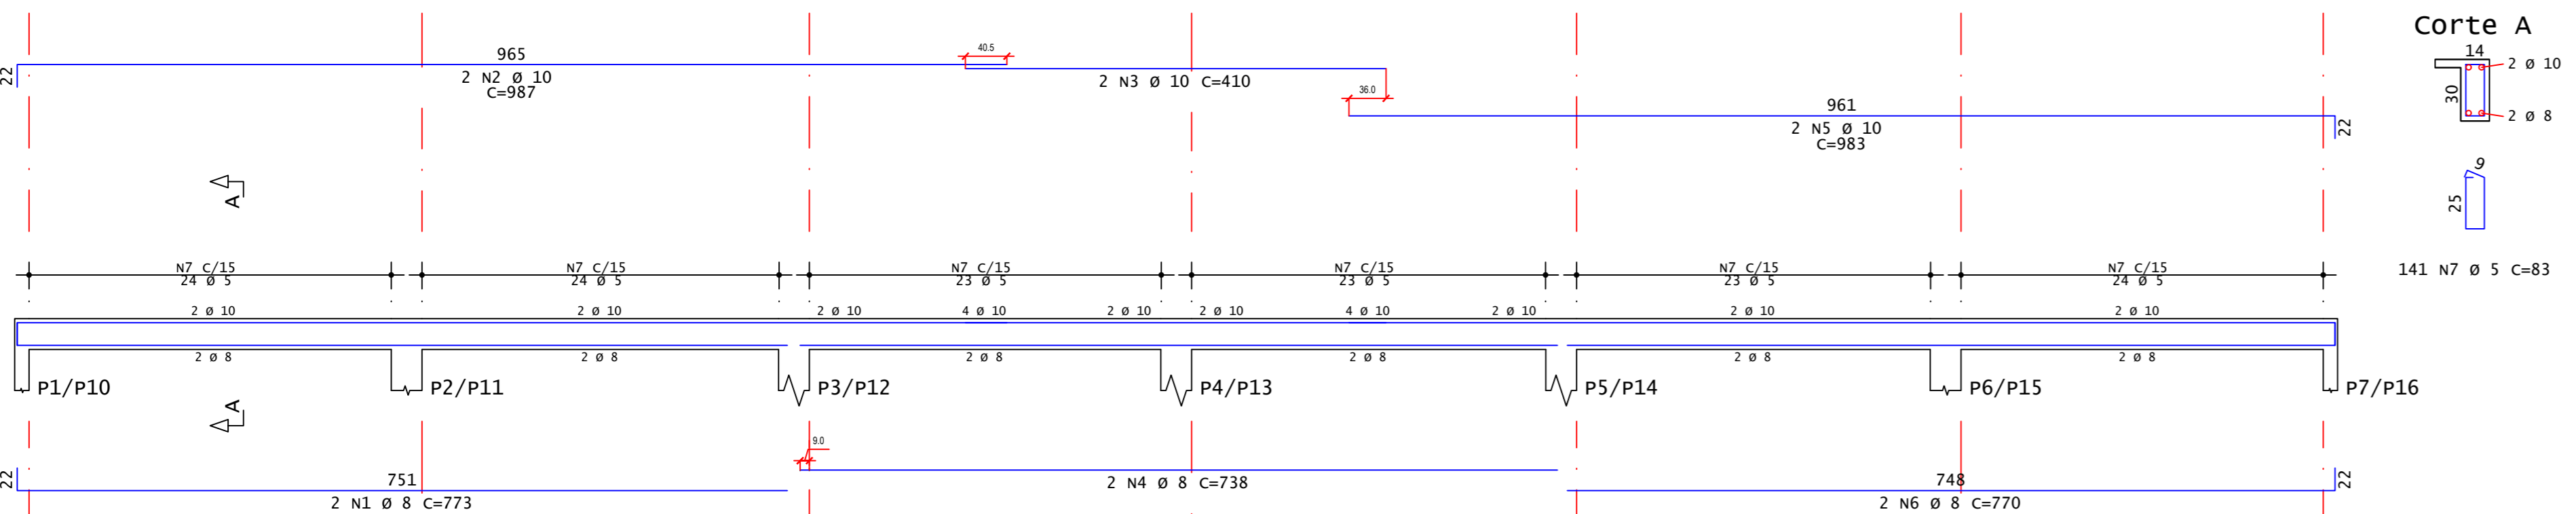 Corte A
14
2 Ø 10
30
2 Ø 8
9
25
141 N7 Ø 5 C=83
22
965
2 N2 Ø 10
C=987
40.5
2 N3 Ø 10 C=410
36.0
961
2 N5 Ø 10
C=983
22
A
N7 C/15
24 Ø 5
N7 C/15
24 Ø 5
N7 C/15
23 Ø 5
N7 C/15
23 Ø 5
N7 C/15
23 Ø 5
N7 C/15
24 Ø 5
2 Ø 10
2 Ø 10
2 Ø 10
4 Ø 10
2 Ø 10
2 Ø 10
4 Ø 10
2 Ø 10
2 Ø 10
2 Ø 10
2 Ø 8
2 Ø 8
2 Ø 8
2 Ø 8
2 Ø 8
2 Ø 8
P1/P10
P2/P11
P3/P12
P4/P13
P5/P14
P6/P15
P7/P16
A
22
751
2 N1 Ø 8 C=773
9.0
2 N4 Ø 8 C=738
748
2 N6 Ø 8 C=770
22